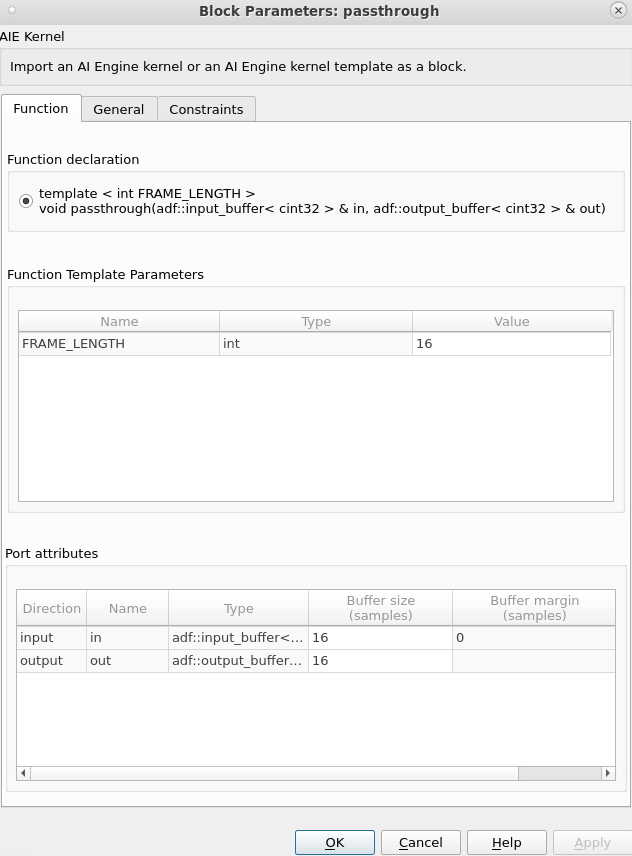 Block Parameters: passthrough
AIE Kernel
Import an AI Engine kernel or an AI Engine kernel template as a block.
Function General Constraints
Function declaration
template < int FRAME_LENGTH >
void passthrough(adf::input_buffer< cint32 > & in, adf::output_buffer< cint32 > & out)
Function Template Parameters
Name Type Value
FRAME_LENGTH int 16
Port attributes
Direction Name Type Buffer size (samples) Buffer margin (samples)
input in adf::input_buffer<... 16 0
output out adf::output_buffer... 16
OK Cancel Help Apply